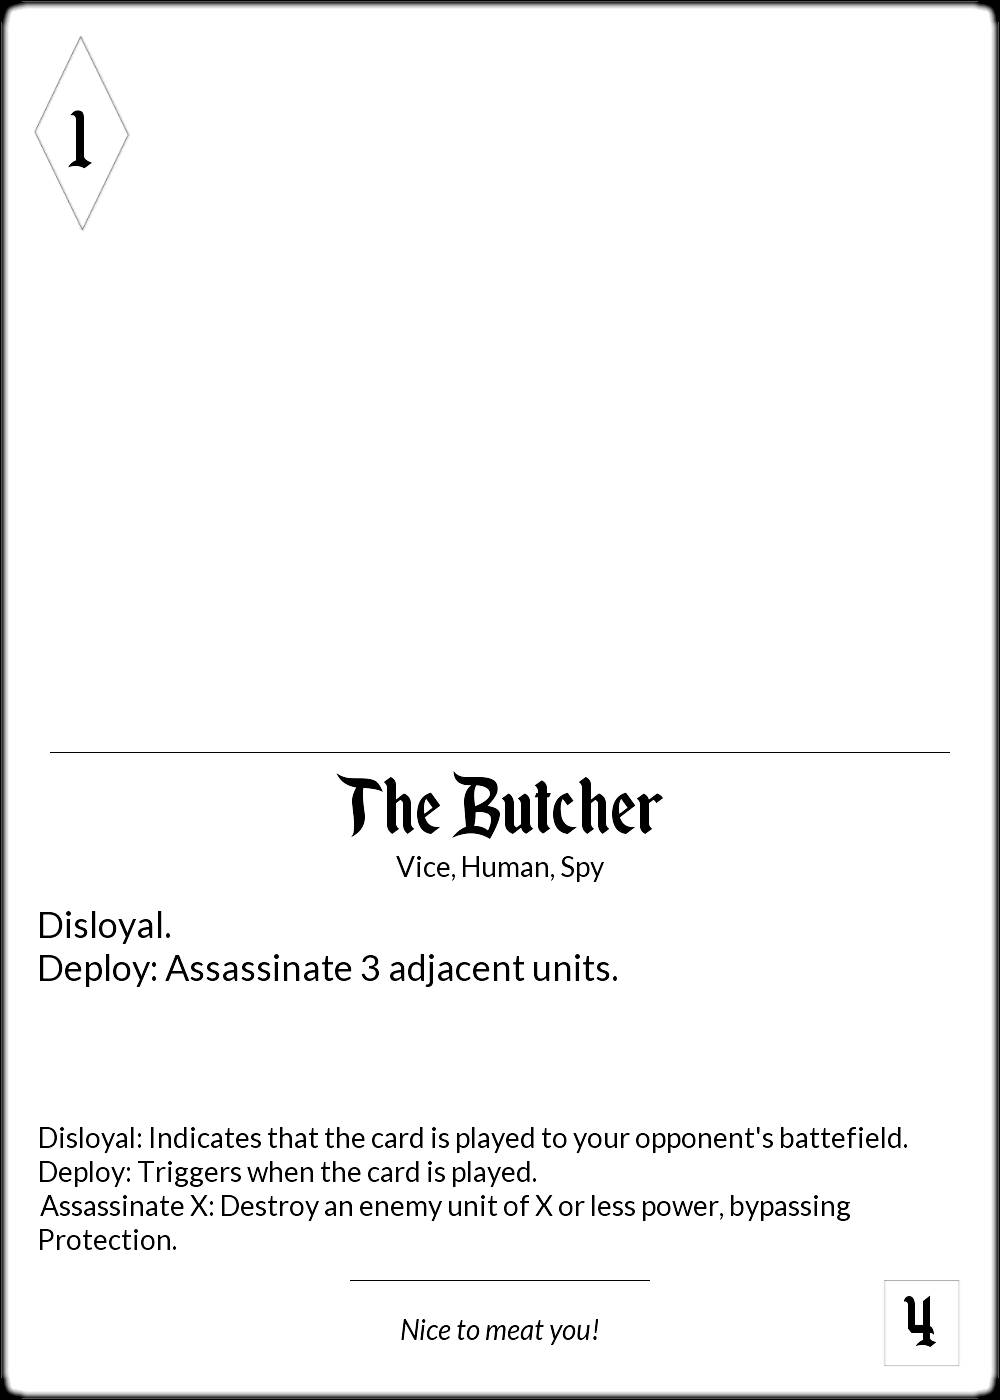 1
The Butcher
Vice, Human, Spy
Disloyal.
Deploy: Assassinate 3 adjacent units.
Disloyal: Indicates that the card is played to your opponent's battefield.
Deploy: Triggers when the card is played.
Assassinate X: Destroy an enemy unit of X or less power, bypassing
Protection.
Nice to meat you!
4